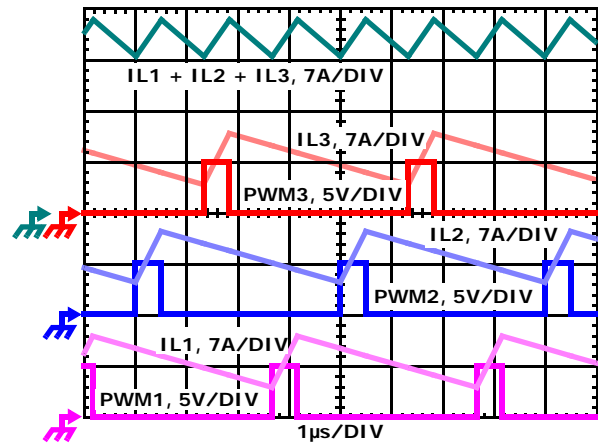 IL1 + IL2 + IL3, 7A/DIV
IL3, 7A/DIV
PWM3, 5V/DIV
IL2, 7A/DIV
PWM2, 5V/DIV
IL1, 7A/DIV
PWM1, 5V/DIV
1µs/DIV